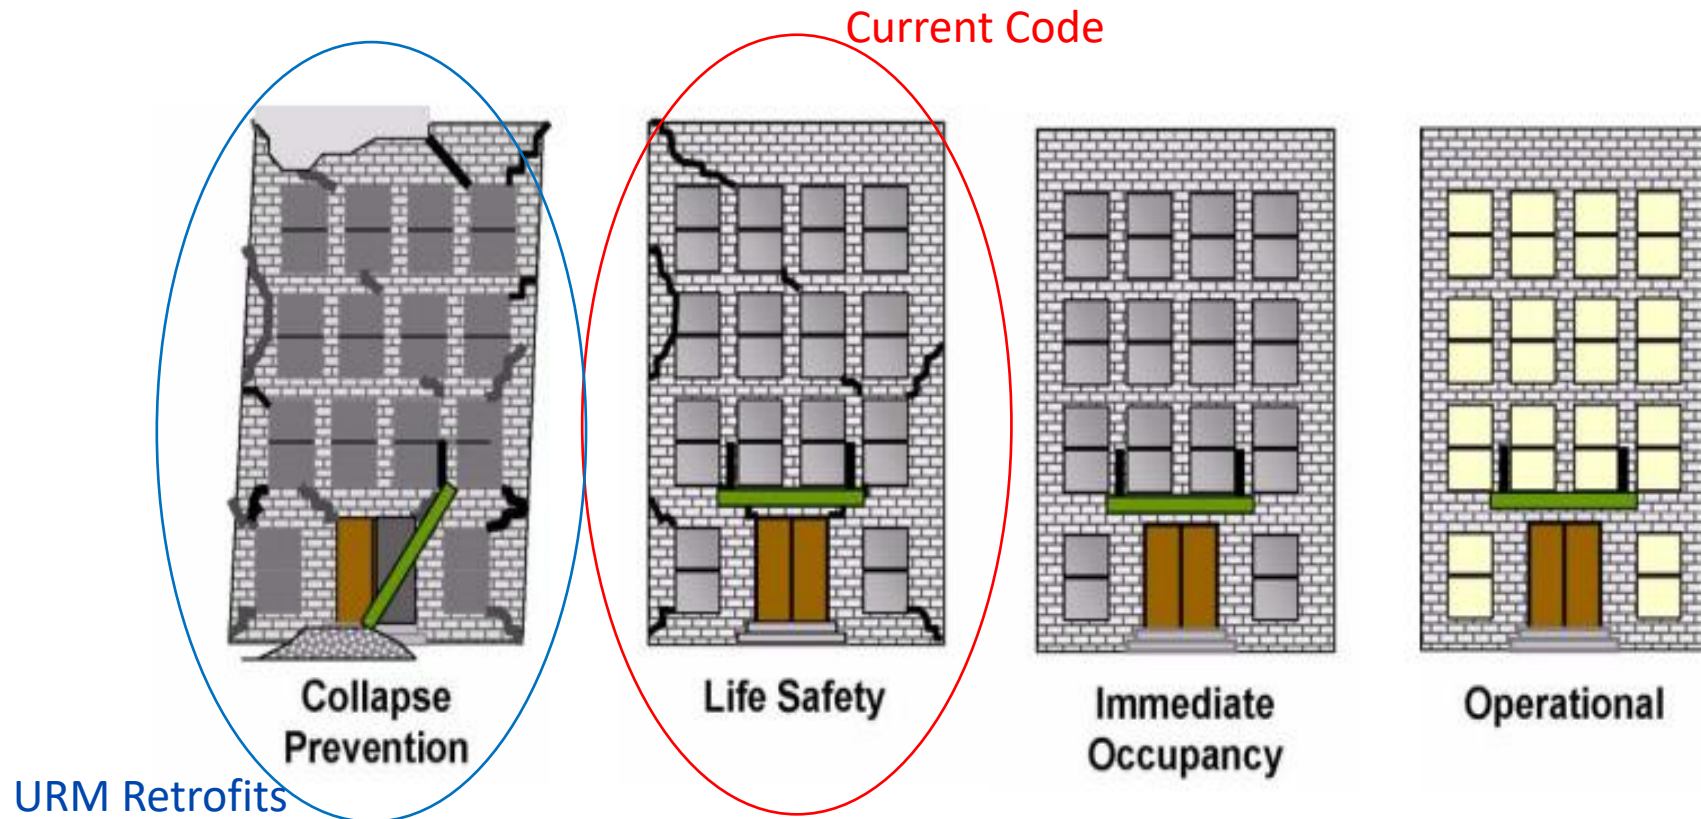 Current Code
Collapse
Prevention
Life Safety
Immediate
Occupancy
Operational
URM Retrofits